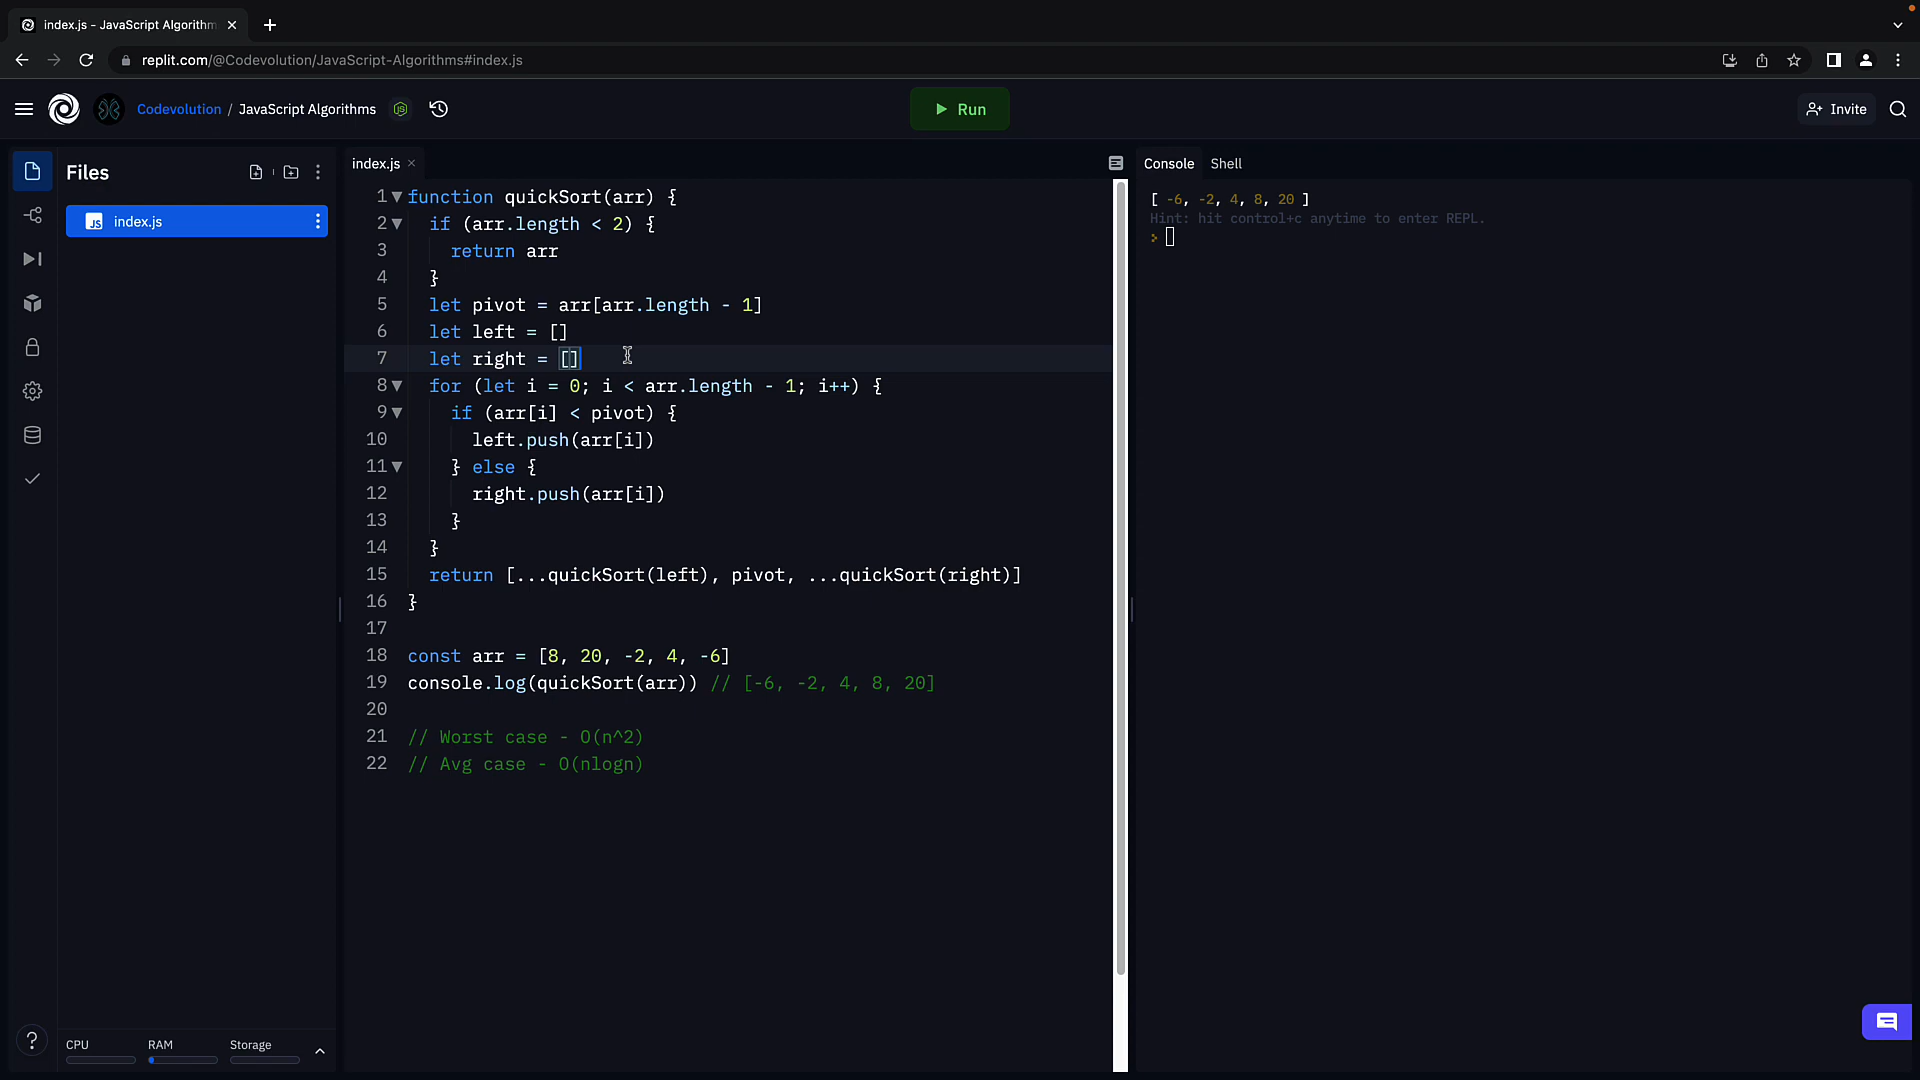 index.js - JavaScript Algorithm
replit.com/@Codevolution/JavaScript-Algorithms#index.js
Codevolution / JavaScript Algorithms
Run
Invite
Files
JS index.js
CPU
RAM
Storage
index.js
1 function quickSort(arr) {
2 if (arr.length < 2) {
3 return arr
4 }
5 let pivot = arr[arr.length - 1]
6 let left = []
7 let right = []
8 for (let i = 0; i < arr.length - 1; i++) {
9 if (arr[i] < pivot) {
10 left.push(arr[i])
11 } else {
12 right.push(arr[i])
13 }
14 }
15 return [...quickSort(left), pivot, ...quickSort(right)]
16 }
17
18 const arr = [8, 20, -2, 4, -6]
19 console.log(quickSort(arr)) // [-6, -2, 4, 8, 20]
20
21 // Worst case - O(n^2)
22 // Avg case - O(nlogn)
Console Shell
[ -6, -2, 4, 8, 20 ]
Hint: hit control+c anytime to enter REPL.